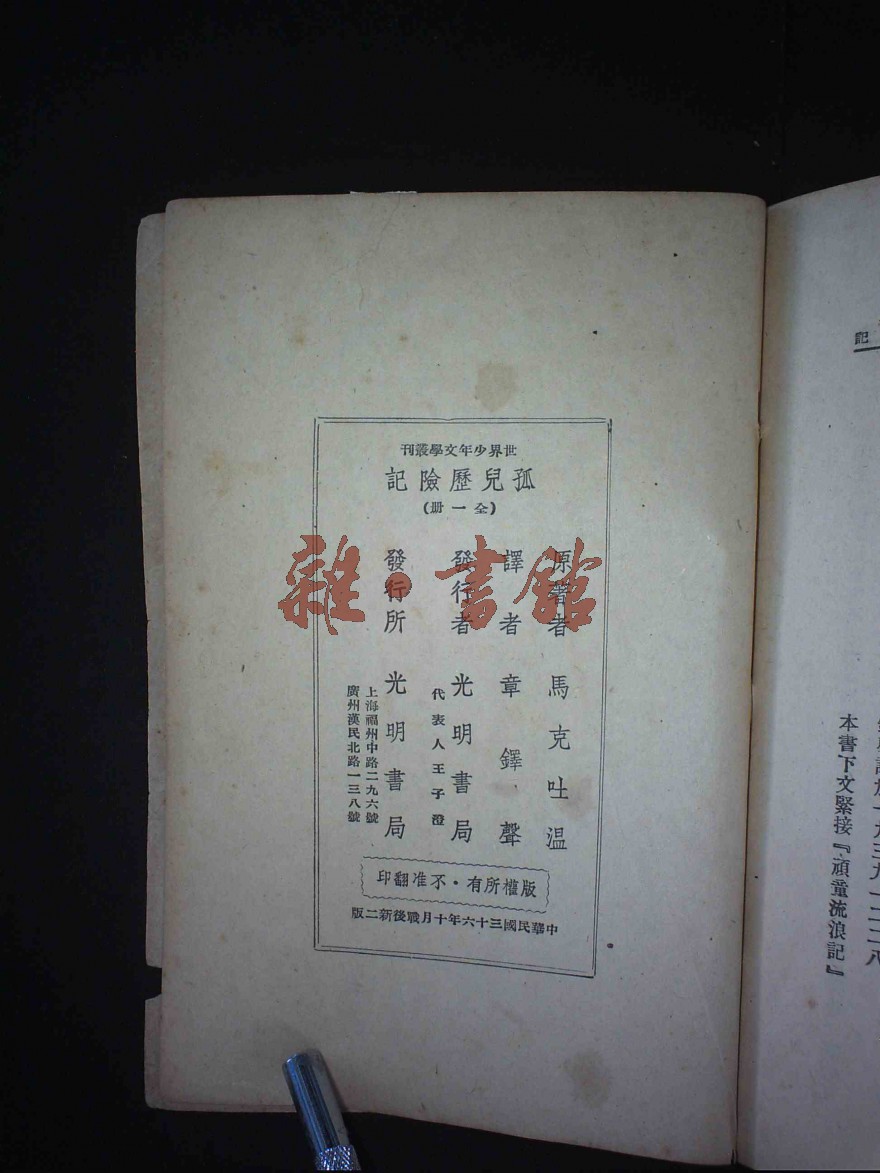 世界少年文學叢刊
孤兒歷險記
(全一册)
原著者 馬克吐温
譯者 章鐸聲
發行者 光明書局
代表人王子澄
發行所 光明書局
上海福州中路二九六號
廣州漢民北路一三八號
版權所有·不准翻印
中華民國三十六年十月戰後新二版
雜·書館
記
本書下文緊接『頑童流浪記』